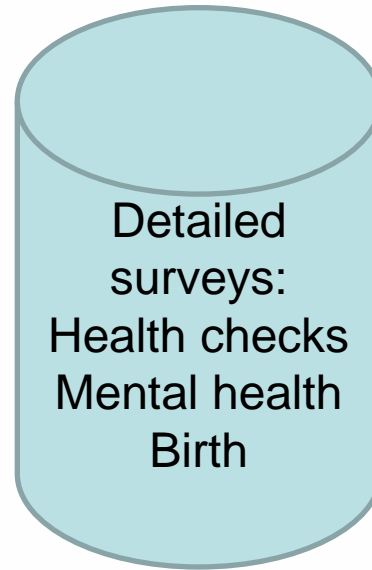 Detailed
surveys:
Health checks
Mental health
Birth